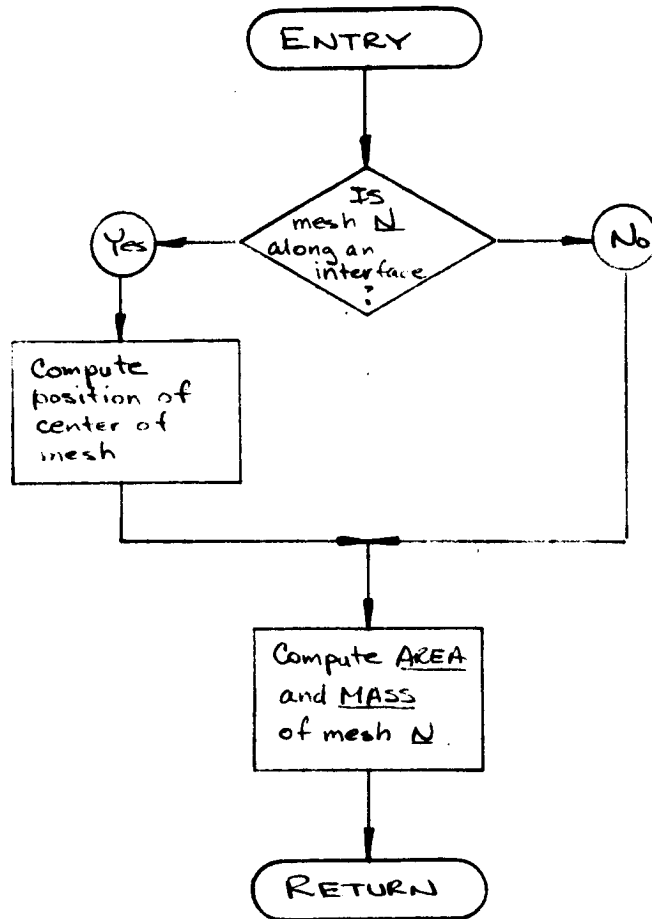 ENTRY
Is
mesh N
along an
interface
?
Yes
No
Compute
position of
center of
mesh
Compute AREA
and MASS
of mesh N
RETURN